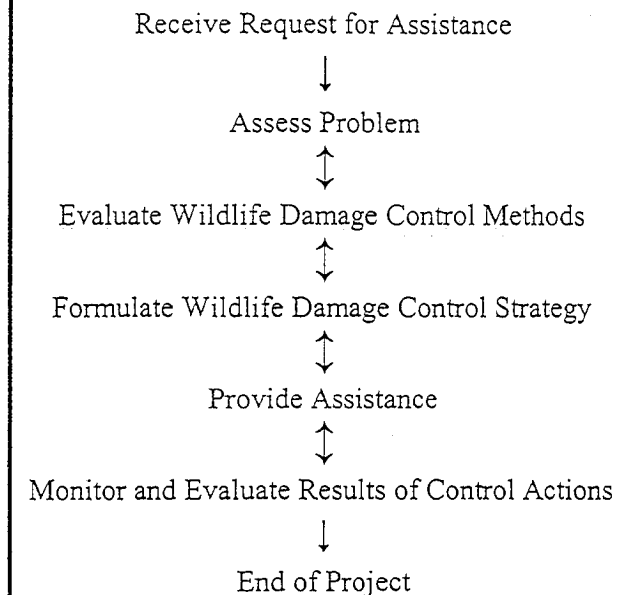 Receive Request for Assistance
Assess Problem
Evaluate Wildlife Damage Control Methods
Formulate Wildlife Damage Control Strategy
Provide Assistance
Monitor and Evaluate Results of Control Actions
End of Project